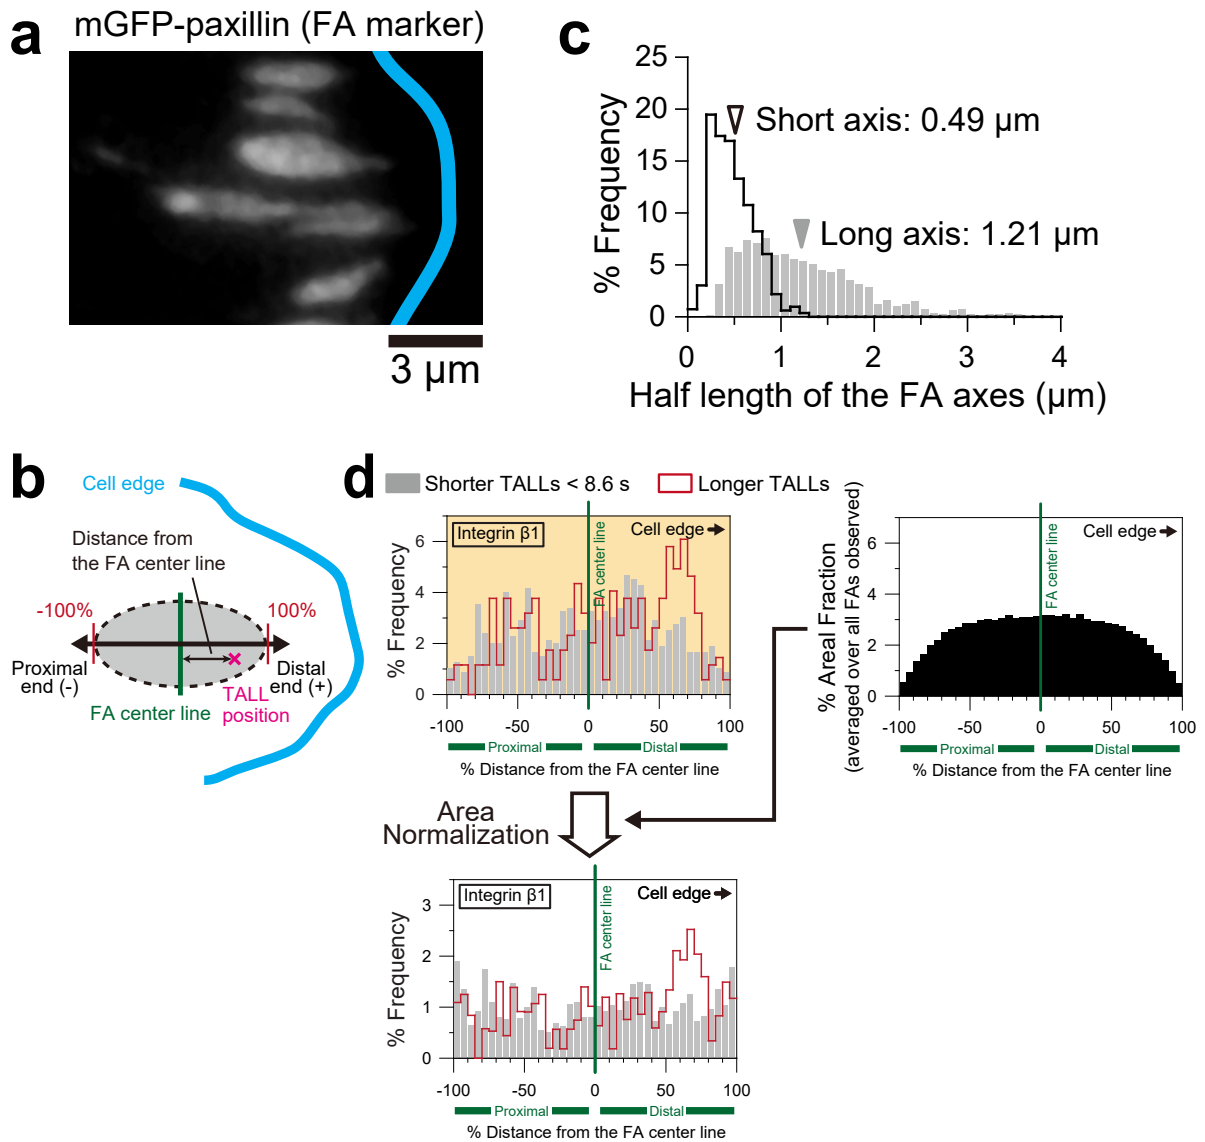 a
mGFP-paxillin (FA marker)
3 µm
c
% Frequency
25
20
15
10
5
0
Short axis: 0.49 µm
Long axis: 1.21 µm
0 1 2 3 4
Half length of the FA axes (µm)
b
Cell edge
Distance from
the FA center line
-100%
100%
Proximal
end (-)
Distal
end (+)
FA center line
TALL
position
d
Shorter TALLs < 8.6 s
Longer TALLs
Integrin β1
Cell edge
FA center line
% Frequency
6
4
2
0
-100 -50 0 50 100
Proximal
Distal
% Distance from the FA center line
% Areal Fraction
(averaged over all FAs observed)
Cell edge
FA center line
6
4
2
0
-100 -50 0 50 100
Proximal
Distal
% Distance from the FA center line
Area
Normalization
Integrin β1
Cell edge
FA center line
% Frequency
3
2
1
0
-100 -50 0 50 100
Proximal
Distal
% Distance from the FA center line